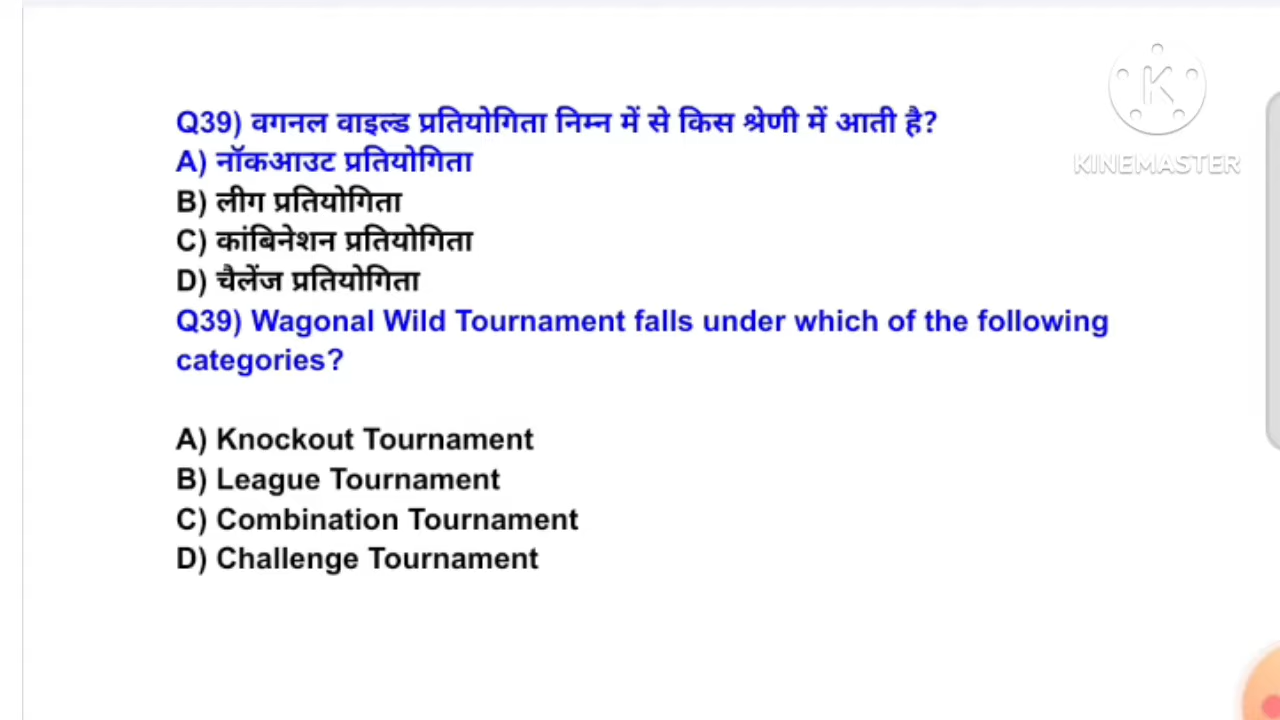 Q39) वगनल वाइल्ड प्रतियोगिता निम्न में से किस श्रेणी में आती है?
A) नॉकआउट प्रतियोगिता
B) लीग प्रतियोगिता
C) कांबिनेशन प्रतियोगिता
D) चैलेंज प्रतियोगिता
Q39) Wagonal Wild Tournament falls under which of the following
categories?
A) Knockout Tournament
B) League Tournament
C) Combination Tournament
D) Challenge Tournament
K
KINEMASTER